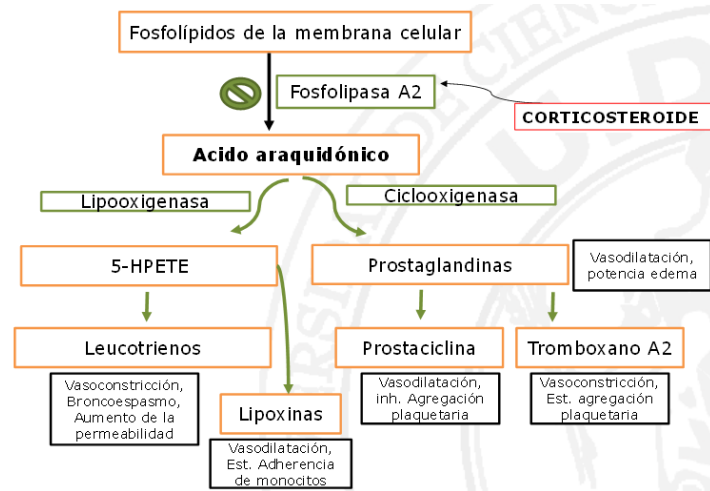 Fosfolípidos de la membrana celular
Fosfolipasa A2
CORTICOSTEROIDE
Acido araquidónico
Lipooxigenasa
Ciclooxigenasa
5-HPETE
Prostaglandinas
Vasodilatación,
potencia edema
Leucotrienos
Prostaciclina
Tromboxano A2
Vasoconstricción,
Broncoespasmo,
Aumento de la
permeabilidad
Lipoxinas
Vasodilatación,
inh. Agregación
plaquetaria
Vasoconstricción,
Est. agregación
plaquetaria
Vasodilatación,
Est. Adherencia
de monocitos